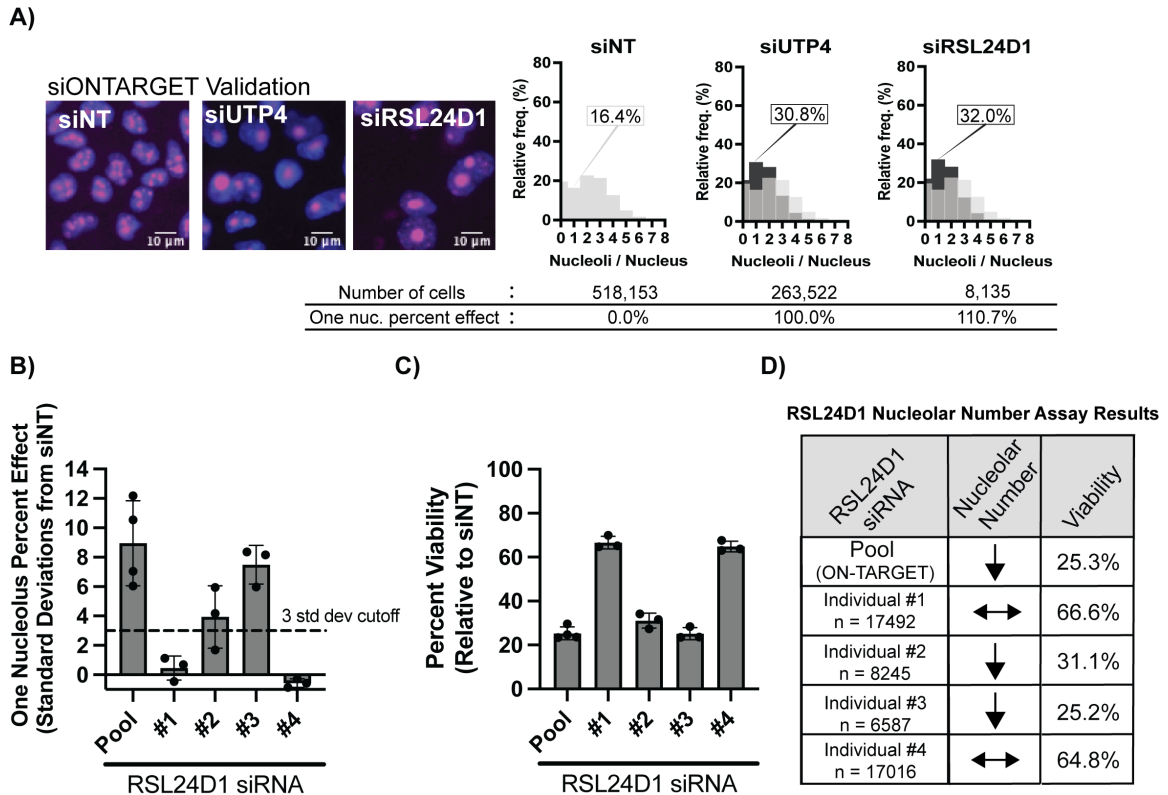 A)
siONTARGET Validation
siNT
siUTP4
siRSL24D1
10 µm
10 µm
10 µm
siNT
siUTP4
siRSL24D1
Relative freq. (%)
80
60
40
20
0
16.4%
0 1 2 3 4 5 6 7 8
Nucleoli / Nucleus
Relative freq. (%)
80
60
40
20
0
30.8%
0 1 2 3 4 5 6 7 8
Nucleoli / Nucleus
Relative freq. (%)
80
60
40
20
0
32.0%
0 1 2 3 4 5 6 7 8
Nucleoli / Nucleus
Number of cells : 518,153 263,522 8,135
One nuc. percent effect : 0.0% 100.0% 110.7%
B)
One Nucleolus Percent Effect
(Standard Deviations from siNT)
14
12
10
8
6
4
2
0
3 std dev cutoff
Pool #1 #2 #3 #4
RSL24D1 siRNA
C)
Percent Viability
(Relative to siNT)
100
80
60
40
20
0
Pool #1 #2 #3 #4
RSL24D1 siRNA
D)
RSL24D1 Nucleolar Number Assay Results
RSL24D1
siRNA
Nucleolar
Number
Viability
Pool
(ON-TARGET)
↓ 25.3%
Individual #1
n = 17492
↔ 66.6%
Individual #2
n = 8245
↓ 31.1%
Individual #3
n = 6587
↓ 25.2%
Individual #4
n = 17016
↔ 64.8%